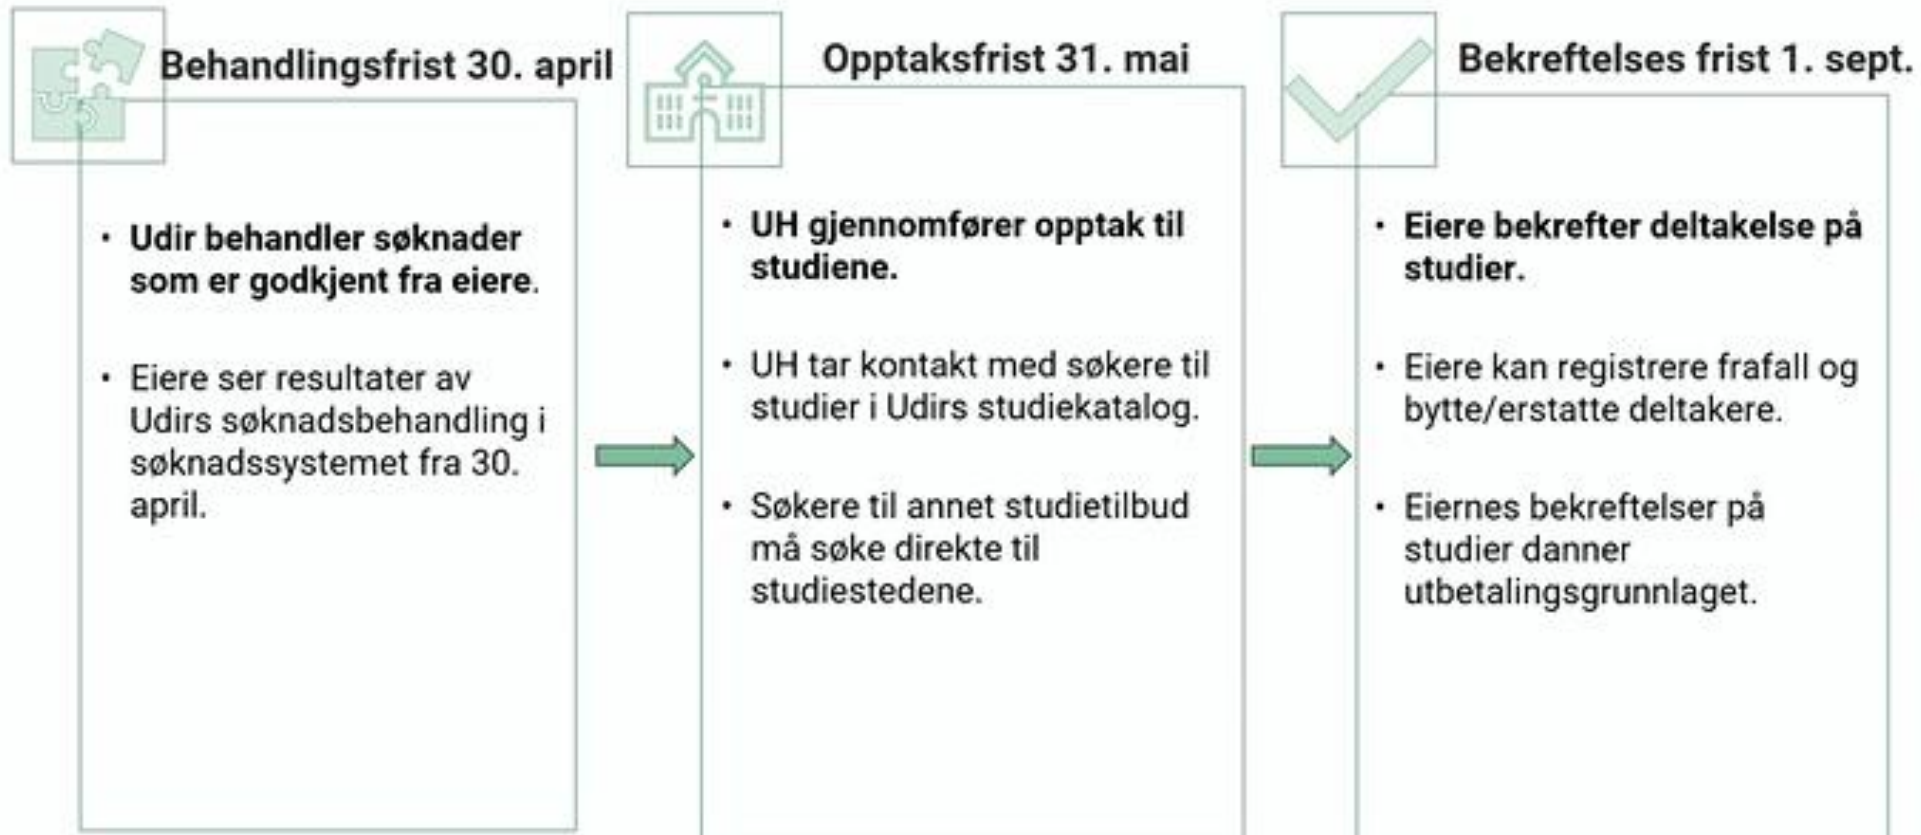 Behandlingsfrist 30. april
• Udir behandler søknader
som er godkjent fra eiere.
• Eiere ser resultater av
Udirs søknadsbehandling i
søknadssystemet fra 30.
april.
Opptaksfrist 31. mai
• UH gjennomfører opptak til
studiene.
• UH tar kontakt med søkere til
studier i Udirs studiekatalog.
• Søkere til annet studietilbud
må søke direkte til
studiestedene.
Bekreftelses frist 1. sept.
• Eiere bekrefter deltakelse på
studier.
• Eiere kan registrere frafall og
bytte/erstatte deltakere.
• Eiernes bekreftelser på
studier danner
utbetalingsgrunnlaget.